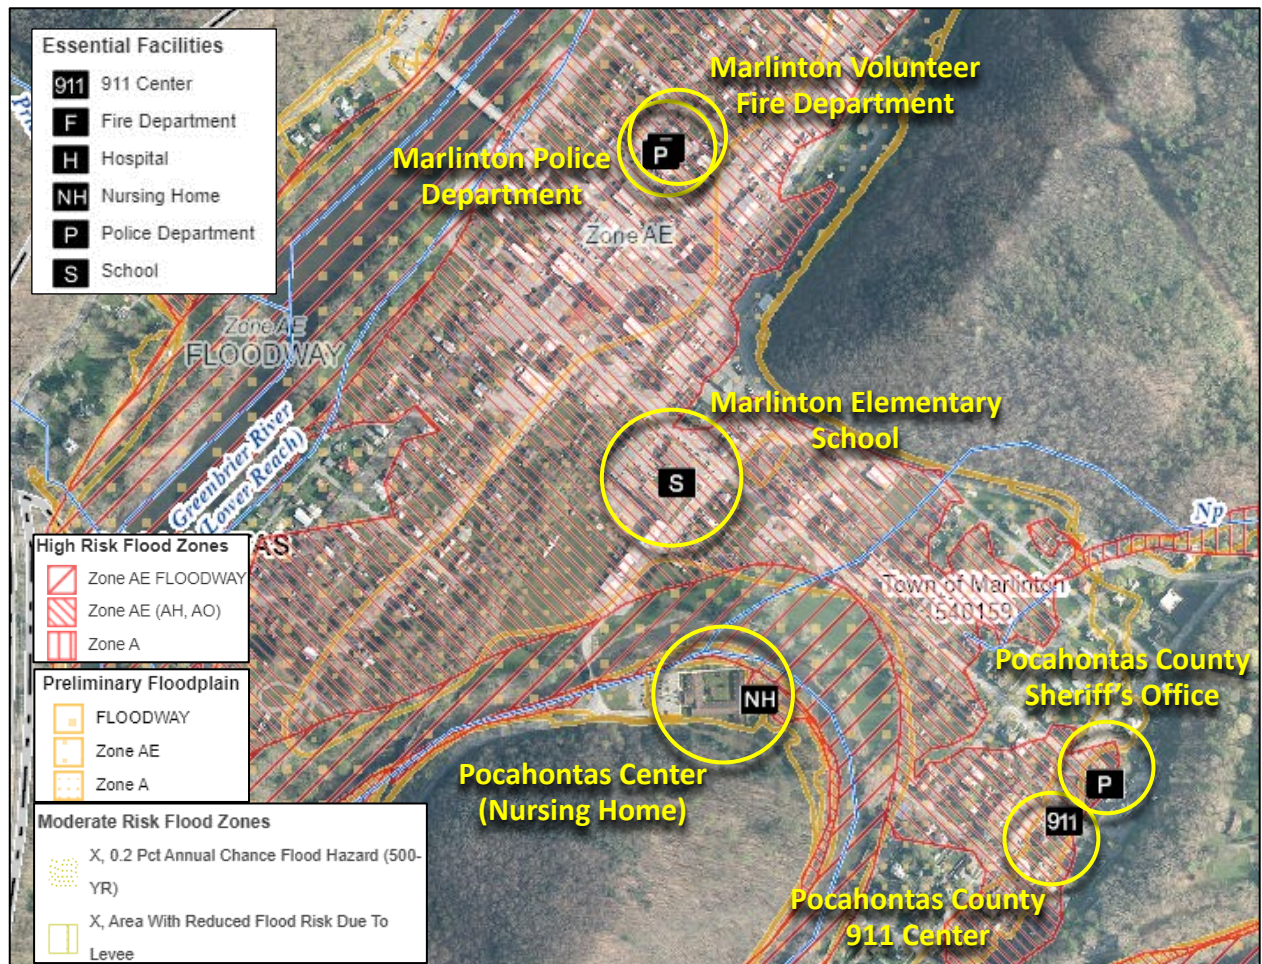 Essential Facilities
911 911 Center
F Fire Department
H Hospital
NH Nursing Home
P Police Department
S School
Marlinton Volunteer
Fire Department
Marlinton Police
Department
P
Zone AE
Zone AE
FLOODWAY
Greenbrier River
(Lower Reach)
Marlinton Elementary
School
S
Np
High Risk Flood Zones
Zone AE FLOODWAY
Zone AE (AH, AO)
Zone A
AS
Town of Marlinton
540159
Preliminary Floodplain
FLOODWAY
Zone AE
Zone A
Pocahontas County
Sheriff's Office
P
NH
Pocahontas Center
(Nursing Home)
911
Pocahontas County
911 Center
Moderate Risk Flood Zones
X, 0.2 Pct Annual Chance Flood Hazard (500-
YR)
X, Area With Reduced Flood Risk Due To
Levee